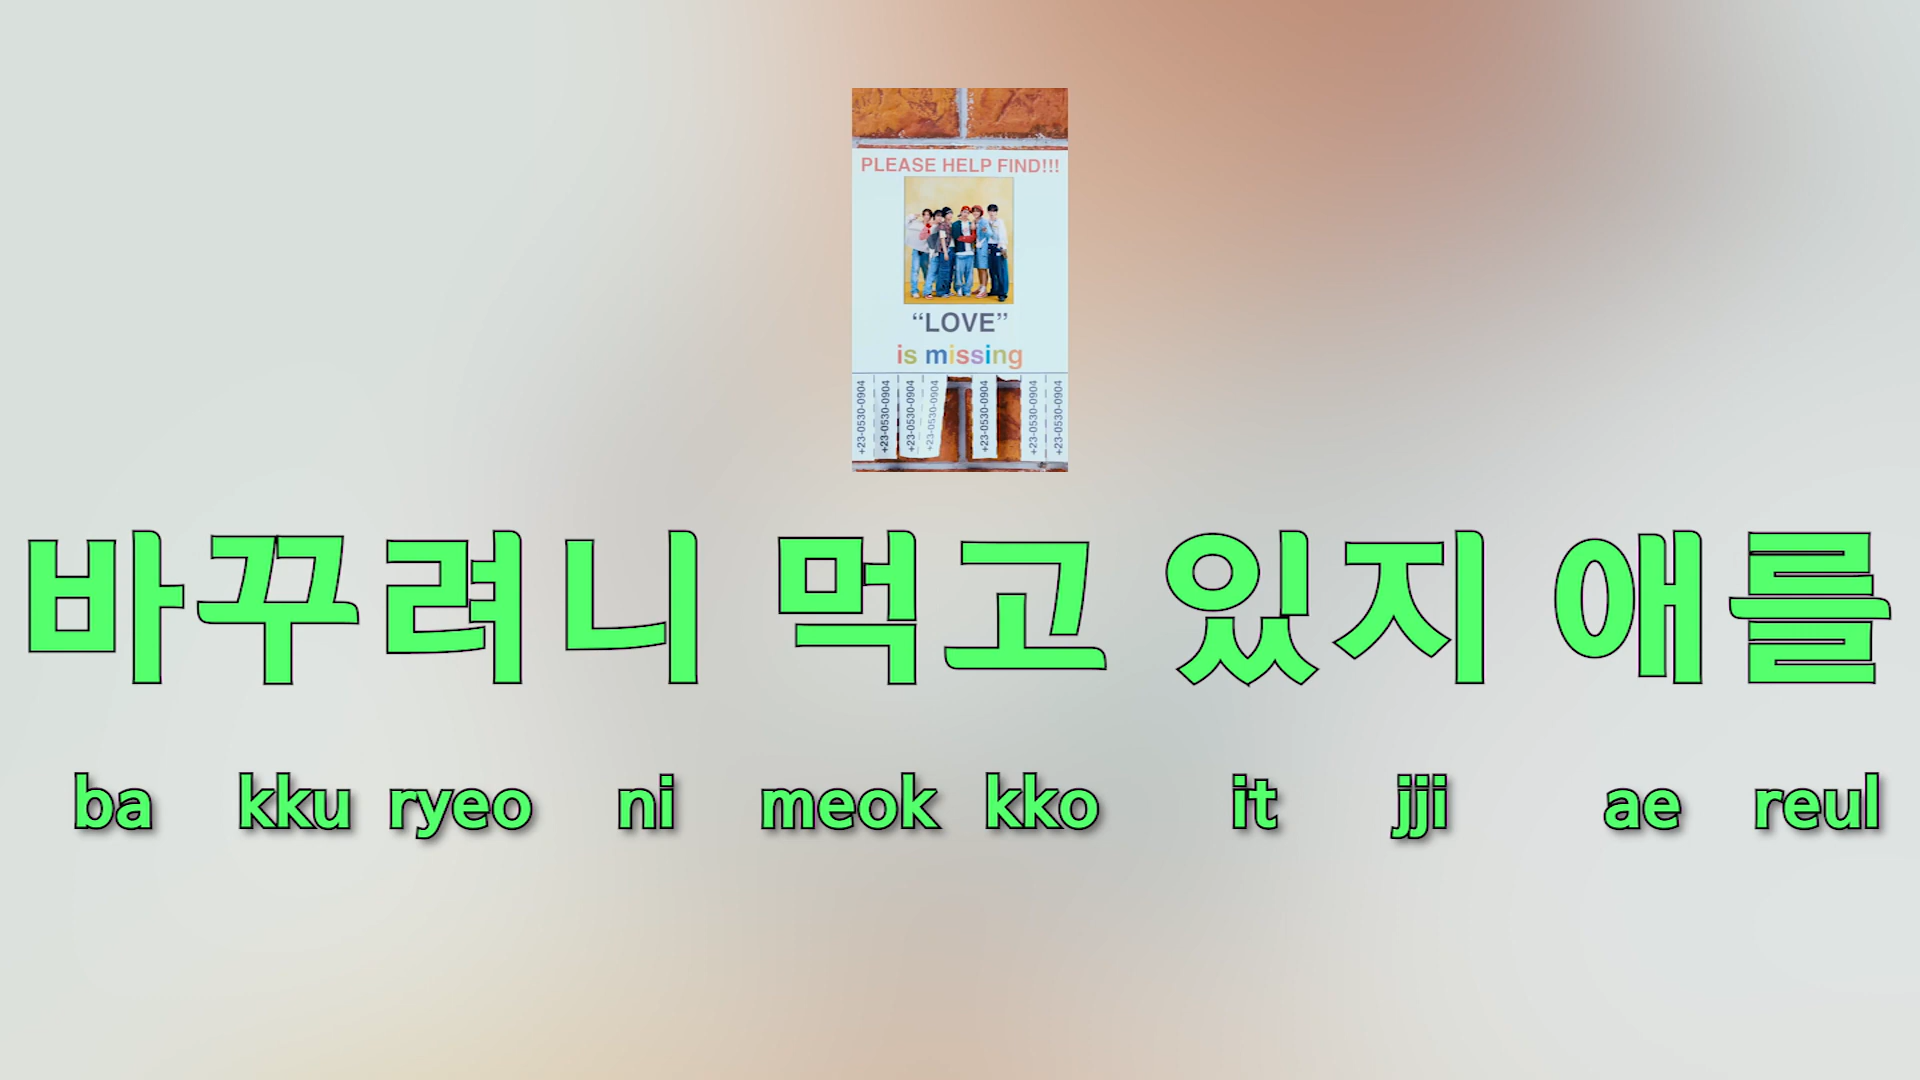 PLEASE HELP FIND!!!
“LOVE”
is missing
+23-0530-0904
+23-0530-0904
+23-0530-0904
+23-0530-0904
+23-0530-0904
+23-0530-0904
+23-0530-0904
바꾸려니 먹고 있지 애를
ba kku ryeo ni meok kko it jji ae reul